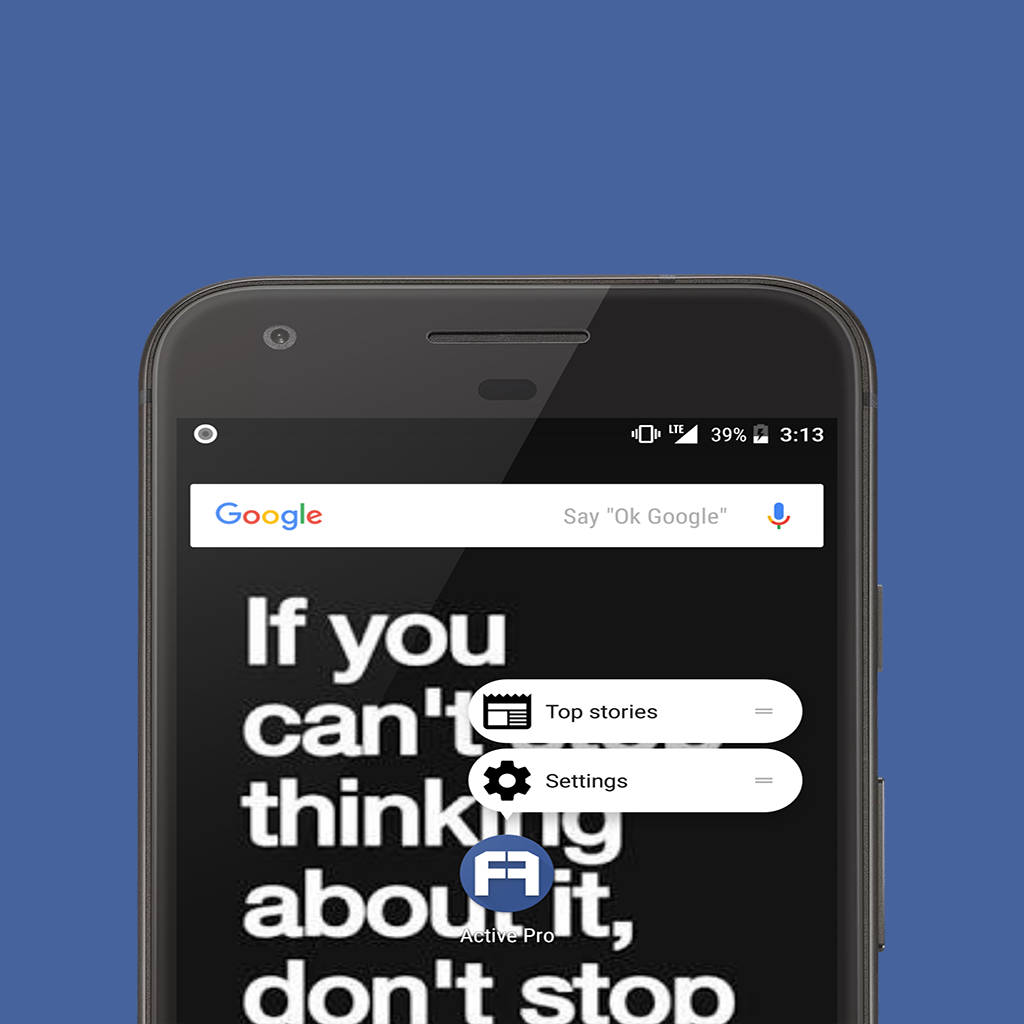 LTE 39% 3:13
Google Say "Ok Google"
If you
can't stop
Top stories
Settings
thinking
about it,
Active Pro
don't stop